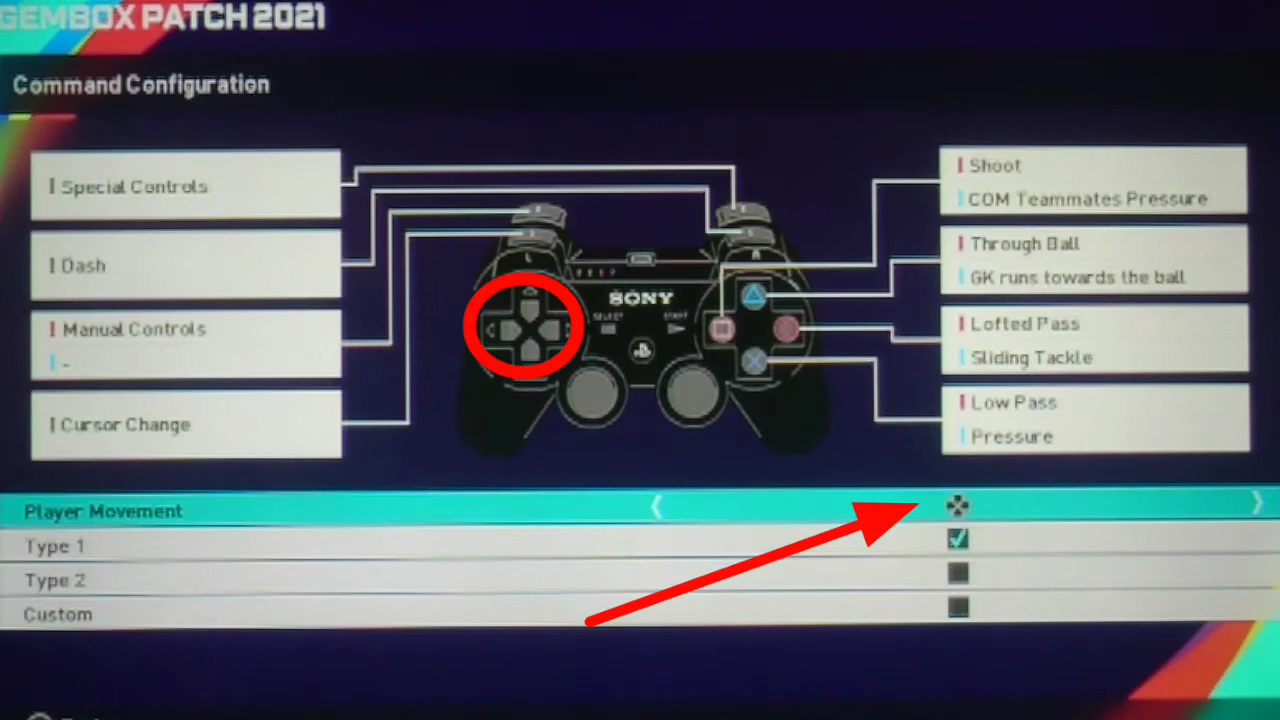 GEMBOX PATCH 2021
Command Configuration
Special Controls
Dash
Manual Controls
-
Cursor Change
SONY
SELECT
START
Shoot
COM Teammates Pressure
Through Ball
GK runs towards the ball
Lofted Pass
Sliding Tackle
Low Pass
Pressure
Player Movement
Type 1
Type 2
Custom